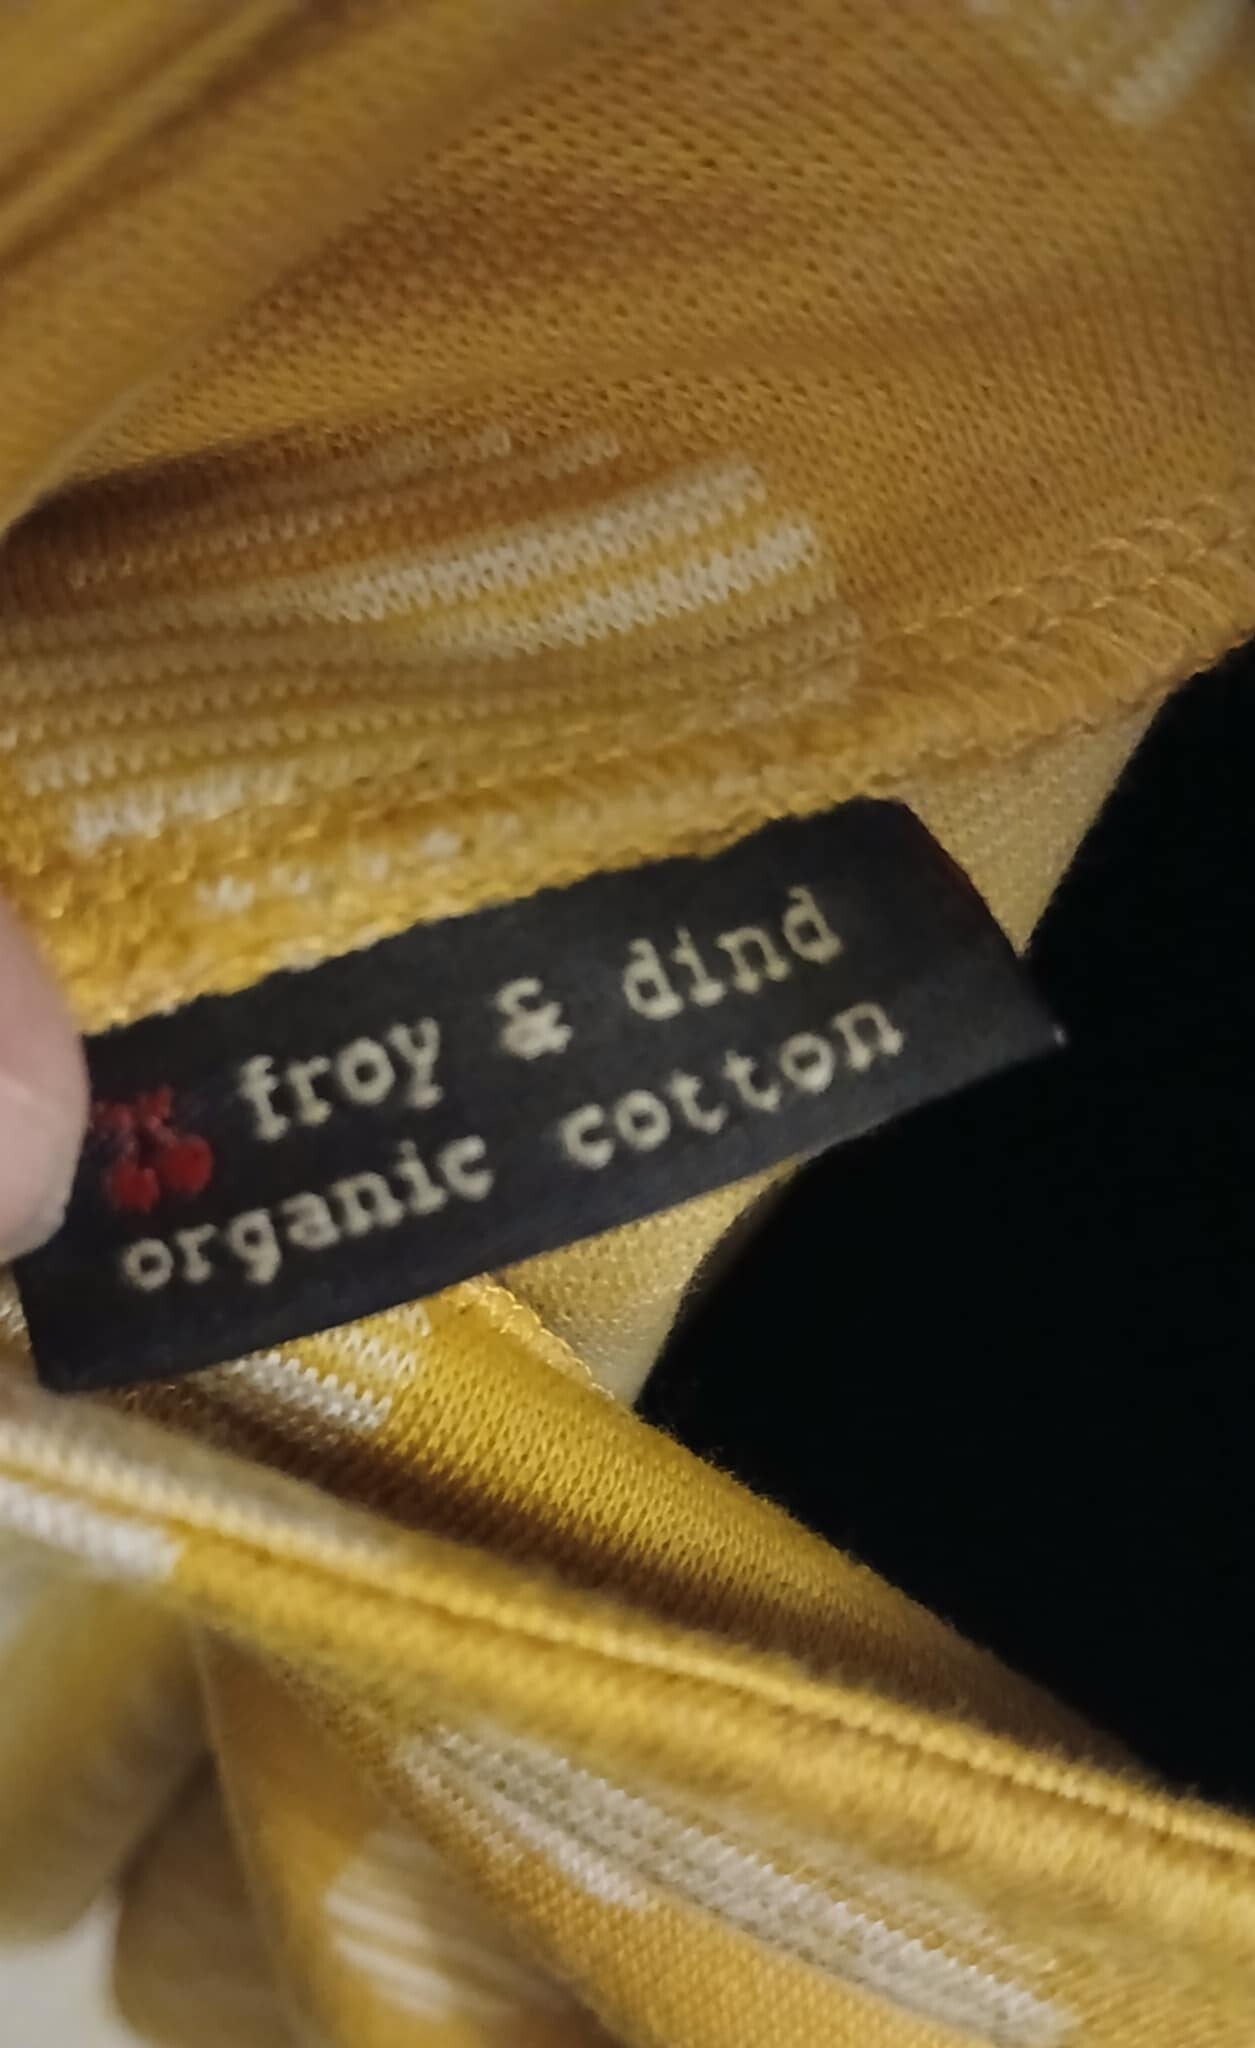 froy & dind
organic cotton